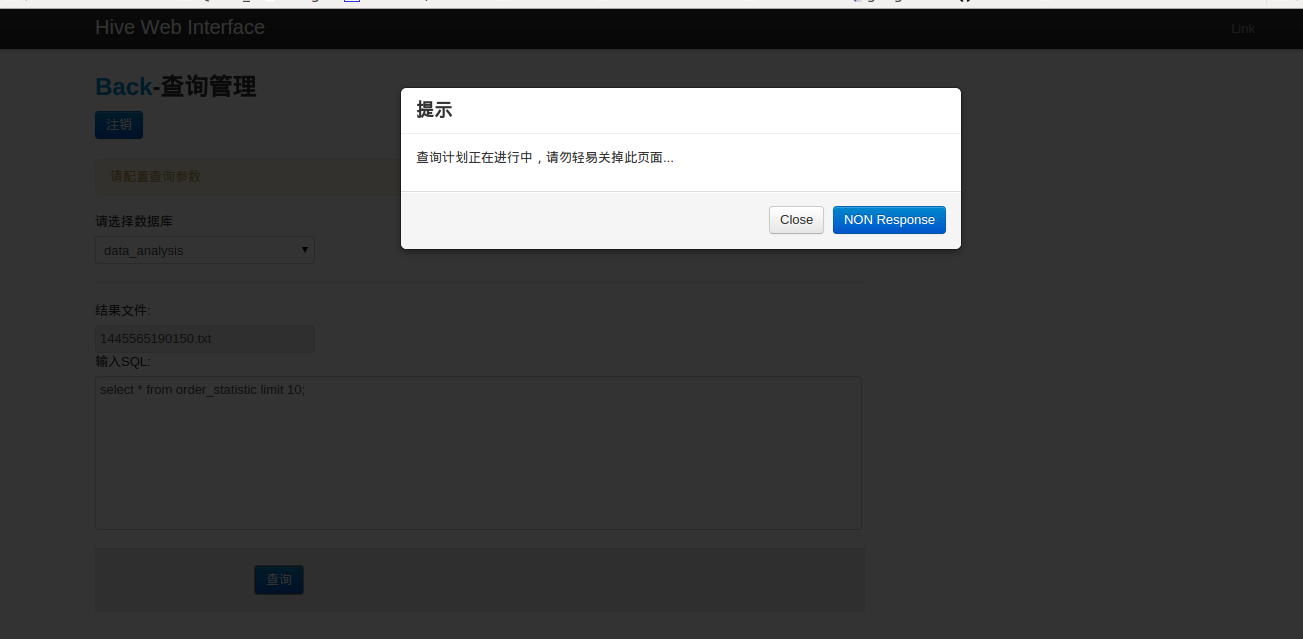 Hive Web Interface
Link
Back-查询管理
注销
请配置查询参数
请选择数据库
data_analysis
结果文件:
1445565190150.txt
输入SQL:
select * from order_statistic limit 10;
查询
提示
查询计划正在进行中，请勿轻易关掉此页面...
Close
NON Response